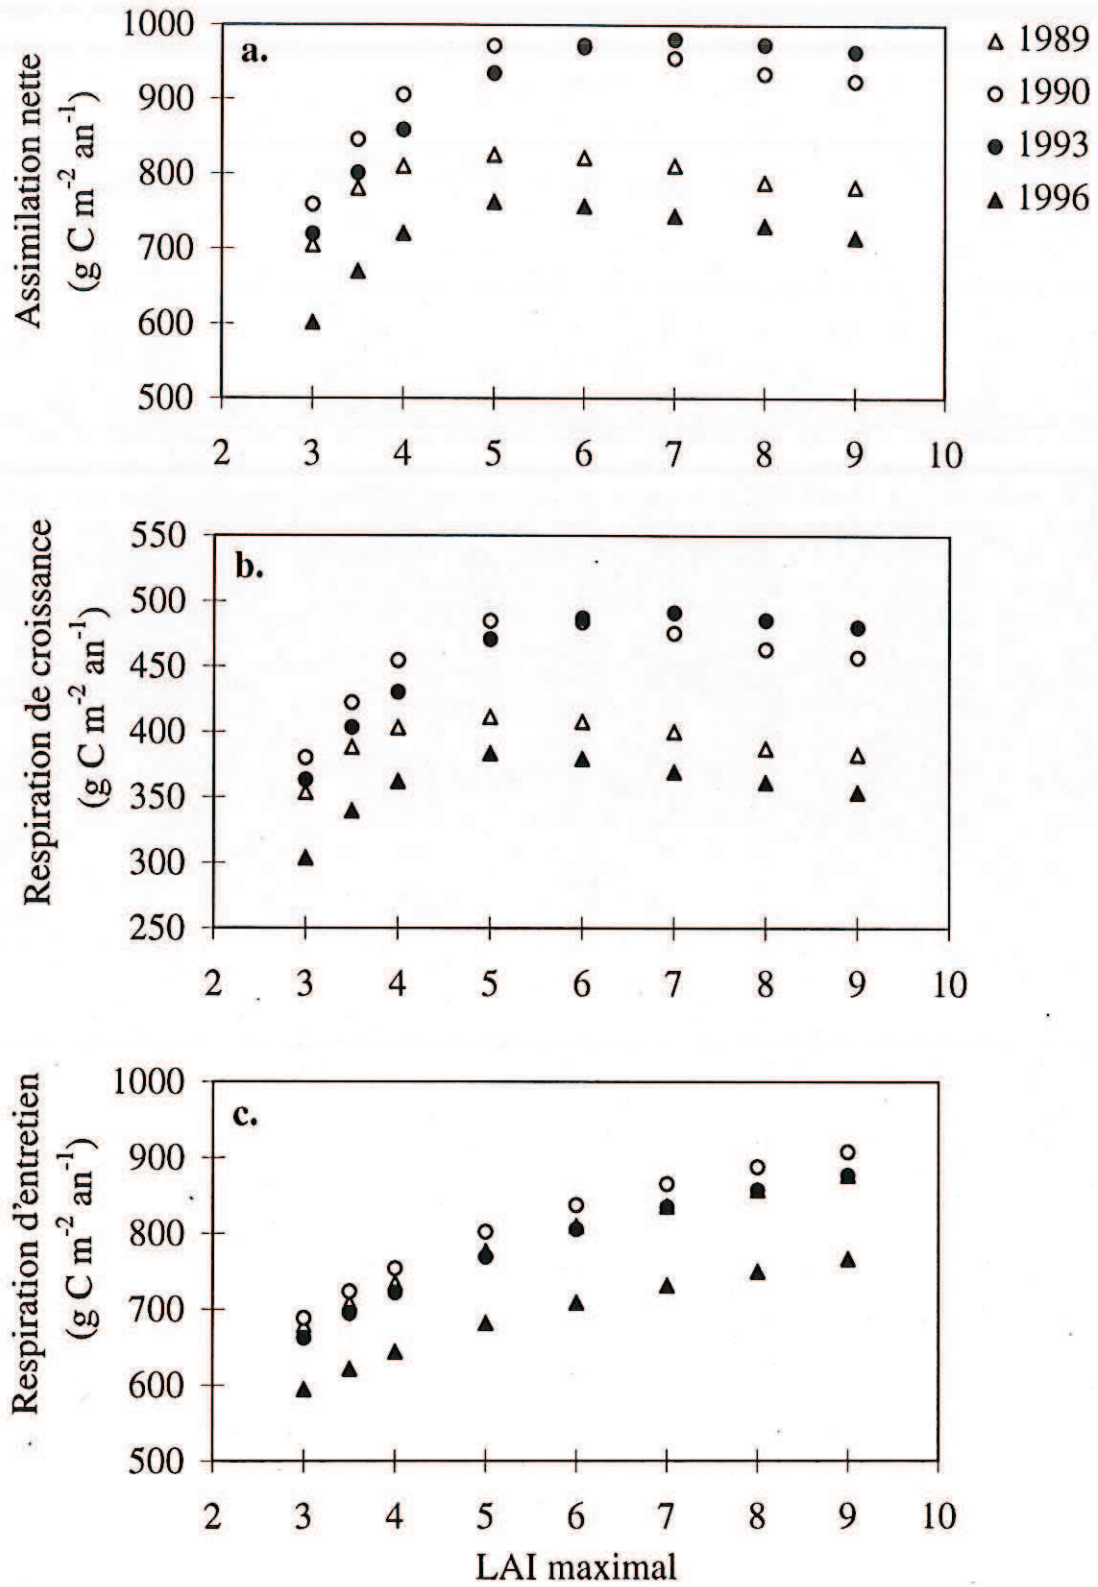 a.
Assimilation nette
(g C m⁻² an⁻¹)
1000
900
800
700
600
500
2 3 4 5 6 7 8 9 10
△ 1989
○ 1990
● 1993
▲ 1996
b.
Respiration de croissance
(g C m⁻² an⁻¹)
550
500
450
400
350
300
250
2 3 4 5 6 7 8 9 10
c.
Respiration d'entretien
(g C m⁻² an⁻¹)
1000
900
800
700
600
500
2 3 4 5 6 7 8 9 10
LAI maximal